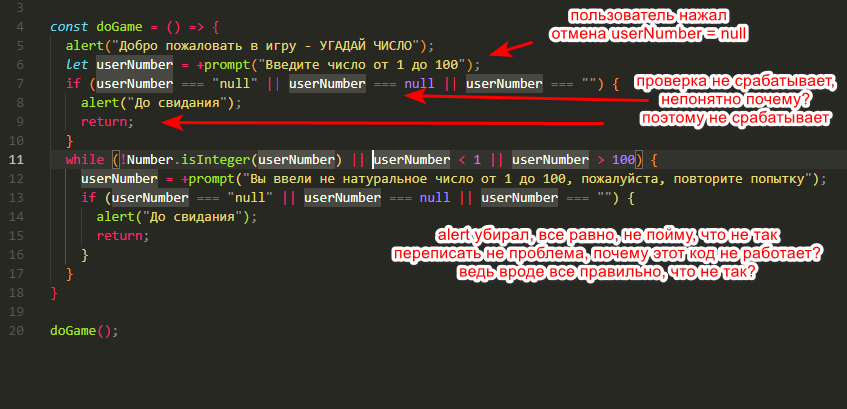 пользователь нажал
отмена userNumber = null
3
4 const doGame = () => {
5 alert("Добро пожаловать в игру - УГАДАЙ ЧИСЛО");
6 let userNumber = +prompt("Введите число от 1 до 100");
7 if (userNumber === "null" || userNumber === null || userNumber === "") {
проверка не срабатывает,
непонятно почему?
поэтому не срабатывает
8 alert("До свидания");
9 return;
10 }
11 while (!Number.isInteger(userNumber) || userNumber < 1 || userNumber > 100) {
12 userNumber = +prompt("Вы ввели не натуральное число от 1 до 100, пожалуйста, повторите попытку");
13 if (userNumber === "null" || userNumber === null || userNumber === "") {
14 alert("До свидания");
15 return;
16 }
17 }
18 }
19
20 doGame();
alert убирал, все равно, не пойму, что не так
переписать не проблема, почему этот код не работает?
ведь вроде все правильно, что не так?